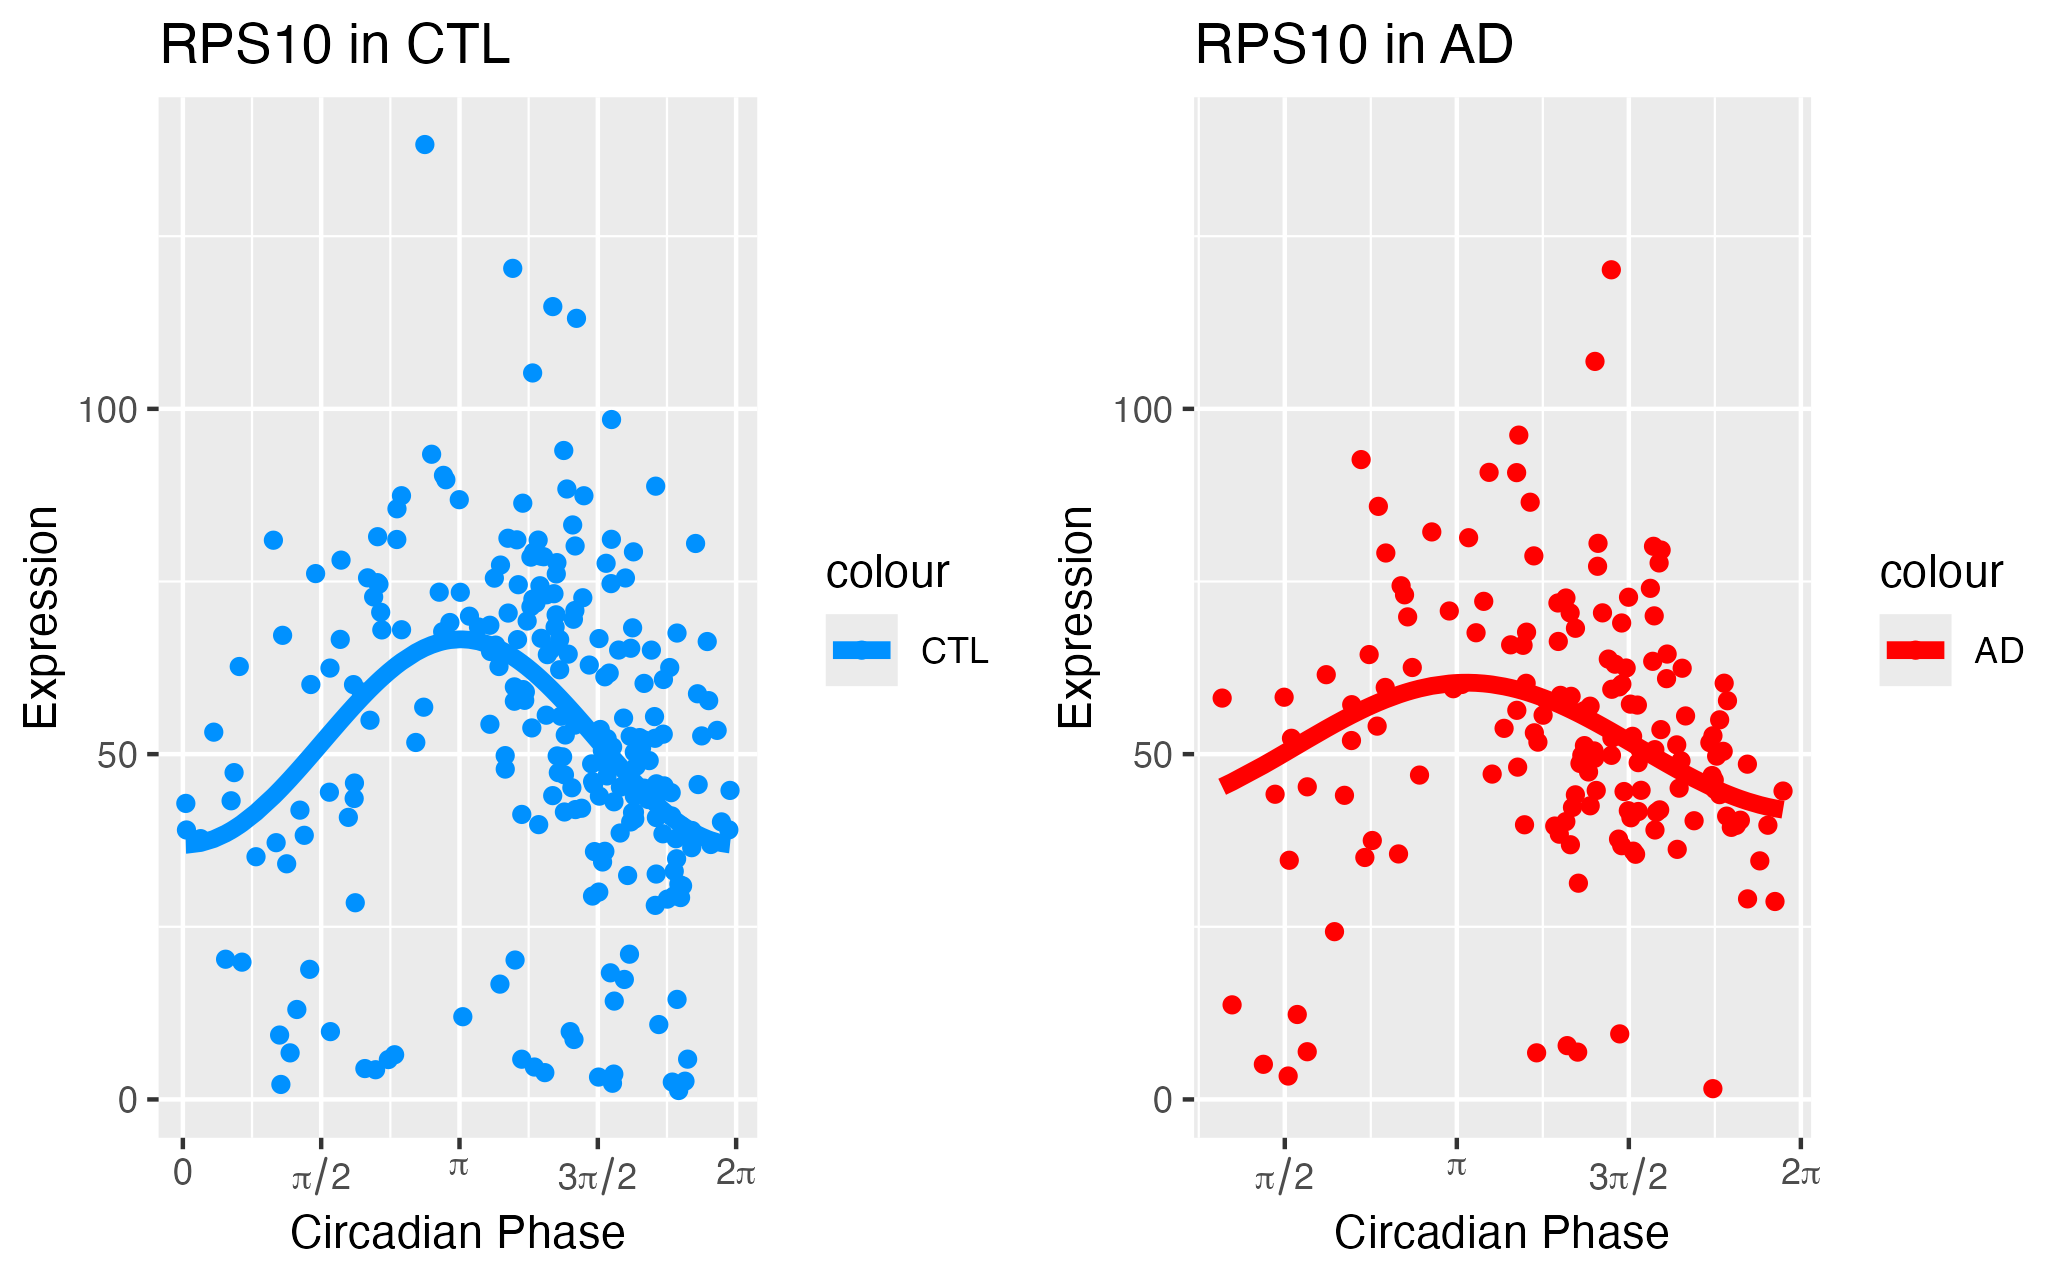 RPS10 in CTL
Expression
100
50
0
0 π/2 π 3π/2 2π
Circadian Phase
colour
CTL
RPS10 in AD
Expression
100
50
0
π/2 π 3π/2 2π
Circadian Phase
colour
AD